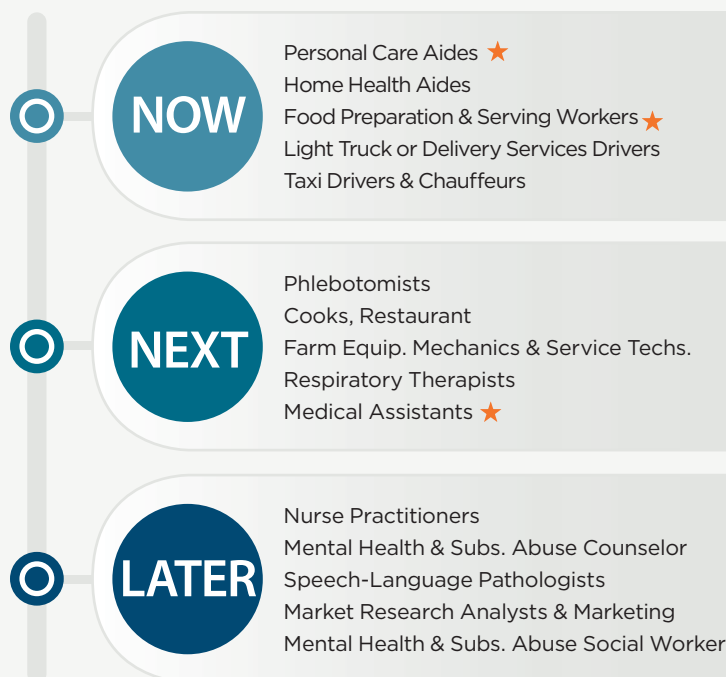 NOW
Personal Care Aides
Home Health Aides
Food Preparation & Serving Workers
Light Truck or Delivery Services Drivers
Taxi Drivers & Chauffeurs
NEXT
Phlebotomists
Cooks, Restaurant
Farm Equip. Mechanics & Service Techs.
Respiratory Therapists
Medical Assistants
LATER
Nurse Practitioners
Mental Health & Subs. Abuse Counselor
Speech-Language Pathologists
Market Research Analysts & Marketing
Mental Health & Subs. Abuse Social Worker